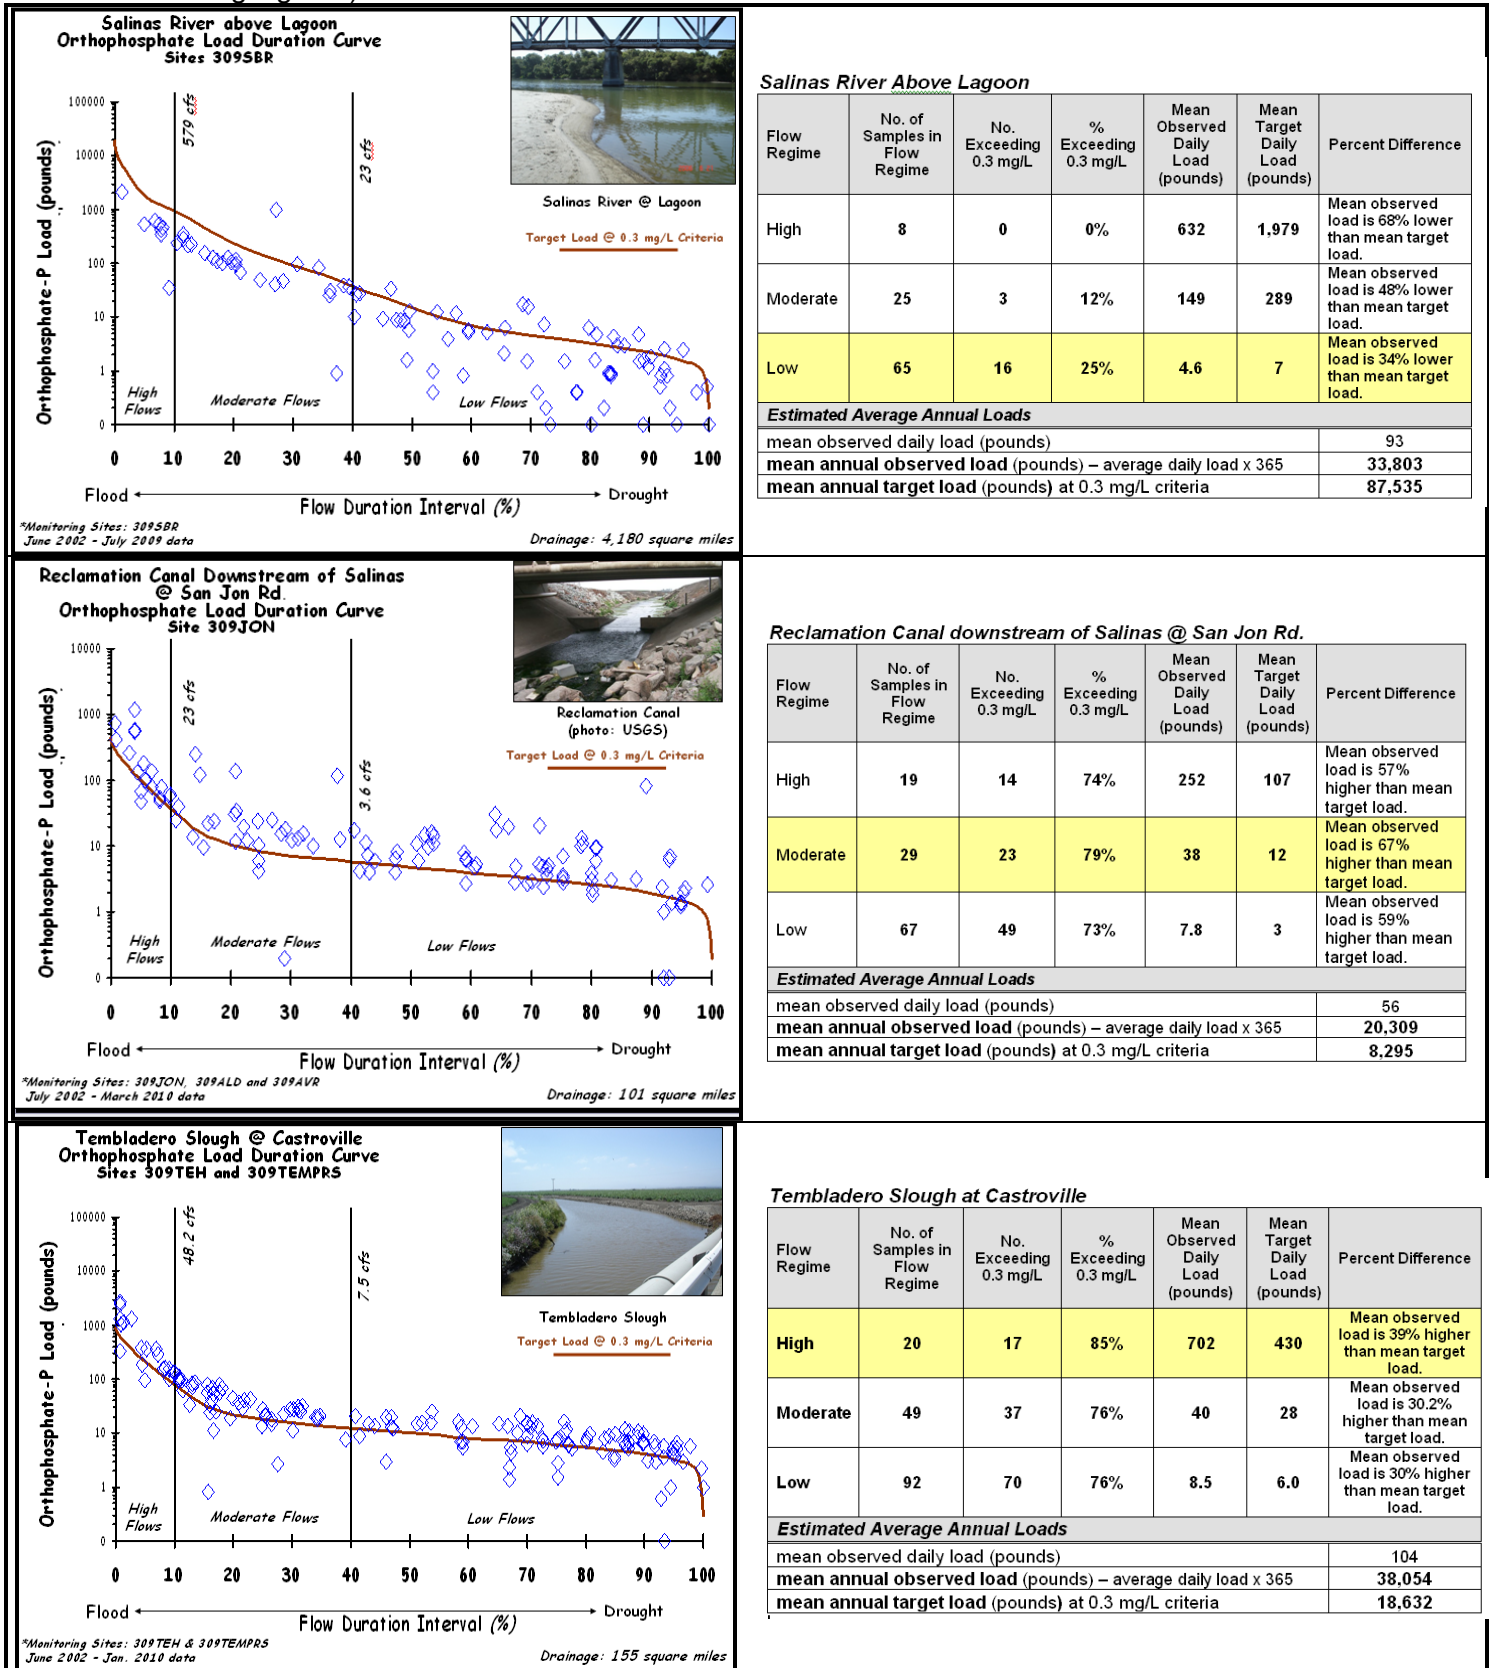 Salinas River above Lagoon
Orthophosphate Load Duration Curve
Sites 309SBR
Orthophosphate-P Load (pounds)
100000
10000
1000
100
10
1
0
579 cfs
23 cfs
Salinas River @ Lagoon
Target Load @ 0.3 mg/L Criteria
High
Flows
Moderate Flows
Low Flows
0 10 20 30 40 50 60 70 80 90 100
Flood
Drought
Flow Duration Interval (%)
*Monitoring Sites: 309SBR
June 2002 - July 2009 data
Drainage: 4,180 square miles
Salinas River Above Lagoon
Flow
Regime
No. of
Samples in
Flow
Regime
No.
Exceeding
0.3 mg/L
%
Exceeding
0.3 mg/L
Mean
Observed
Daily
Load
(pounds)
Mean
Target
Daily
Load
(pounds)
Percent Difference
High 8 0 0% 632 1,979
Mean observed
load is 68% lower
than mean target
load.
Moderate 25 3 12% 149 289
Mean observed
load is 48% lower
than mean target
load.
Low 65 16 25% 4.6 7
Mean observed
load is 34% lower
than mean target
load.
Estimated Average Annual Loads
mean observed daily load (pounds) 93
mean annual observed load (pounds) – average daily load x 365 33,803
mean annual target load (pounds) at 0.3 mg/L criteria 87,535
Reclamation Canal Downstream of Salinas
@ San Jon Rd.
Orthophosphate Load Duration Curve
Site 309JON
Orthophosphate-P Load (pounds)
10000
1000
100
10
1
0
23 cfs
3.6 cfs
Reclamation Canal
(photo: USGS)
Target Load @ 0.3 mg/L Criteria
High
Flows
Moderate Flows
Low Flows
0 10 20 30 40 50 60 70 80 90 100
Flood
Drought
Flow Duration Interval (%)
*Monitoring Sites: 309JON, 309ALD and 309AVR
July 2002 - March 2010 data
Drainage: 101 square miles
Reclamation Canal downstream of Salinas @ San Jon Rd.
Flow
Regime
No. of
Samples in
Flow
Regime
No.
Exceeding
0.3 mg/L
%
Exceeding
0.3 mg/L
Mean
Observed
Daily
Load
(pounds)
Mean
Target
Daily
Load
(pounds)
Percent Difference
High 19 14 74% 252 107
Mean observed
load is 57%
higher than mean
target load.
Moderate 29 23 79% 38 12
Mean observed
load is 67%
higher than mean
target load.
Low 67 49 73% 7.8 3
Mean observed
load is 59%
higher than mean
target load.
Estimated Average Annual Loads
mean observed daily load (pounds) 56
mean annual observed load (pounds) – average daily load x 365 20,309
mean annual target load (pounds) at 0.3 mg/L criteria 8,295
Tembladero Slough @ Castroville
Orthophosphate Load Duration Curve
Sites 309TEH and 309TEMPRS
Orthophosphate-P Load (pounds)
100000
10000
1000
100
10
1
0
48.2 cfs
7.5 cfs
Tembladero Slough
Target Load @ 0.3 mg/L Criteria
High
Flows
Moderate Flows
Low Flows
0 10 20 30 40 50 60 70 80 90 100
Flood
Drought
Flow Duration Interval (%)
*Monitoring Sites: 309TEH & 309TEMPRS
June 2002 - Jan. 2010 data
Drainage: 155 square miles
Tembladero Slough at Castroville
Flow
Regime
No. of
Samples in
Flow
Regime
No.
Exceeding
0.3 mg/L
%
Exceeding
0.3 mg/L
Mean
Observed
Daily
Load
(pounds)
Mean
Target
Daily
Load
(pounds)
Percent Difference
High 20 17 85% 702 430
Mean observed
load is 39% higher
than mean target
load.
Moderate 49 37 76% 40 28
Mean observed
load is 30.2%
higher than mean
target load.
Low 92 70 76% 8.5 6.0
Mean observed
load is 30% higher
than mean target
load.
Estimated Average Annual Loads
mean observed daily load (pounds) 104
mean annual observed load (pounds) – average daily load x 365 38,054
mean annual target load (pounds) at 0.3 mg/L criteria 18,632